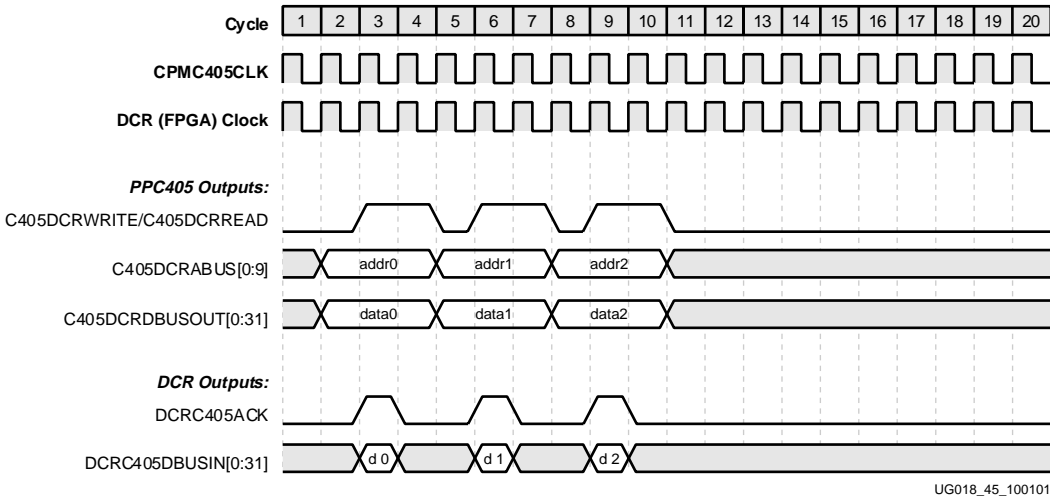 Cycle 1 2 3 4 5 6 7 8 9 10 11 12 13 14 15 16 17 18 19 20
CPMC405CLK
DCR (FPGA) Clock
PPC405 Outputs:
C405DCRWRITE/C405DCRREAD
C405DCRABUS[0:9] addr0 addr1 addr2
C405DCRDBUSOUT[0:31] data0 data1 data2
DCR Outputs:
DCRC405ACK
DCRC405DBUSIN[0:31] d 0 d 1 d 2
UG018_45_100101